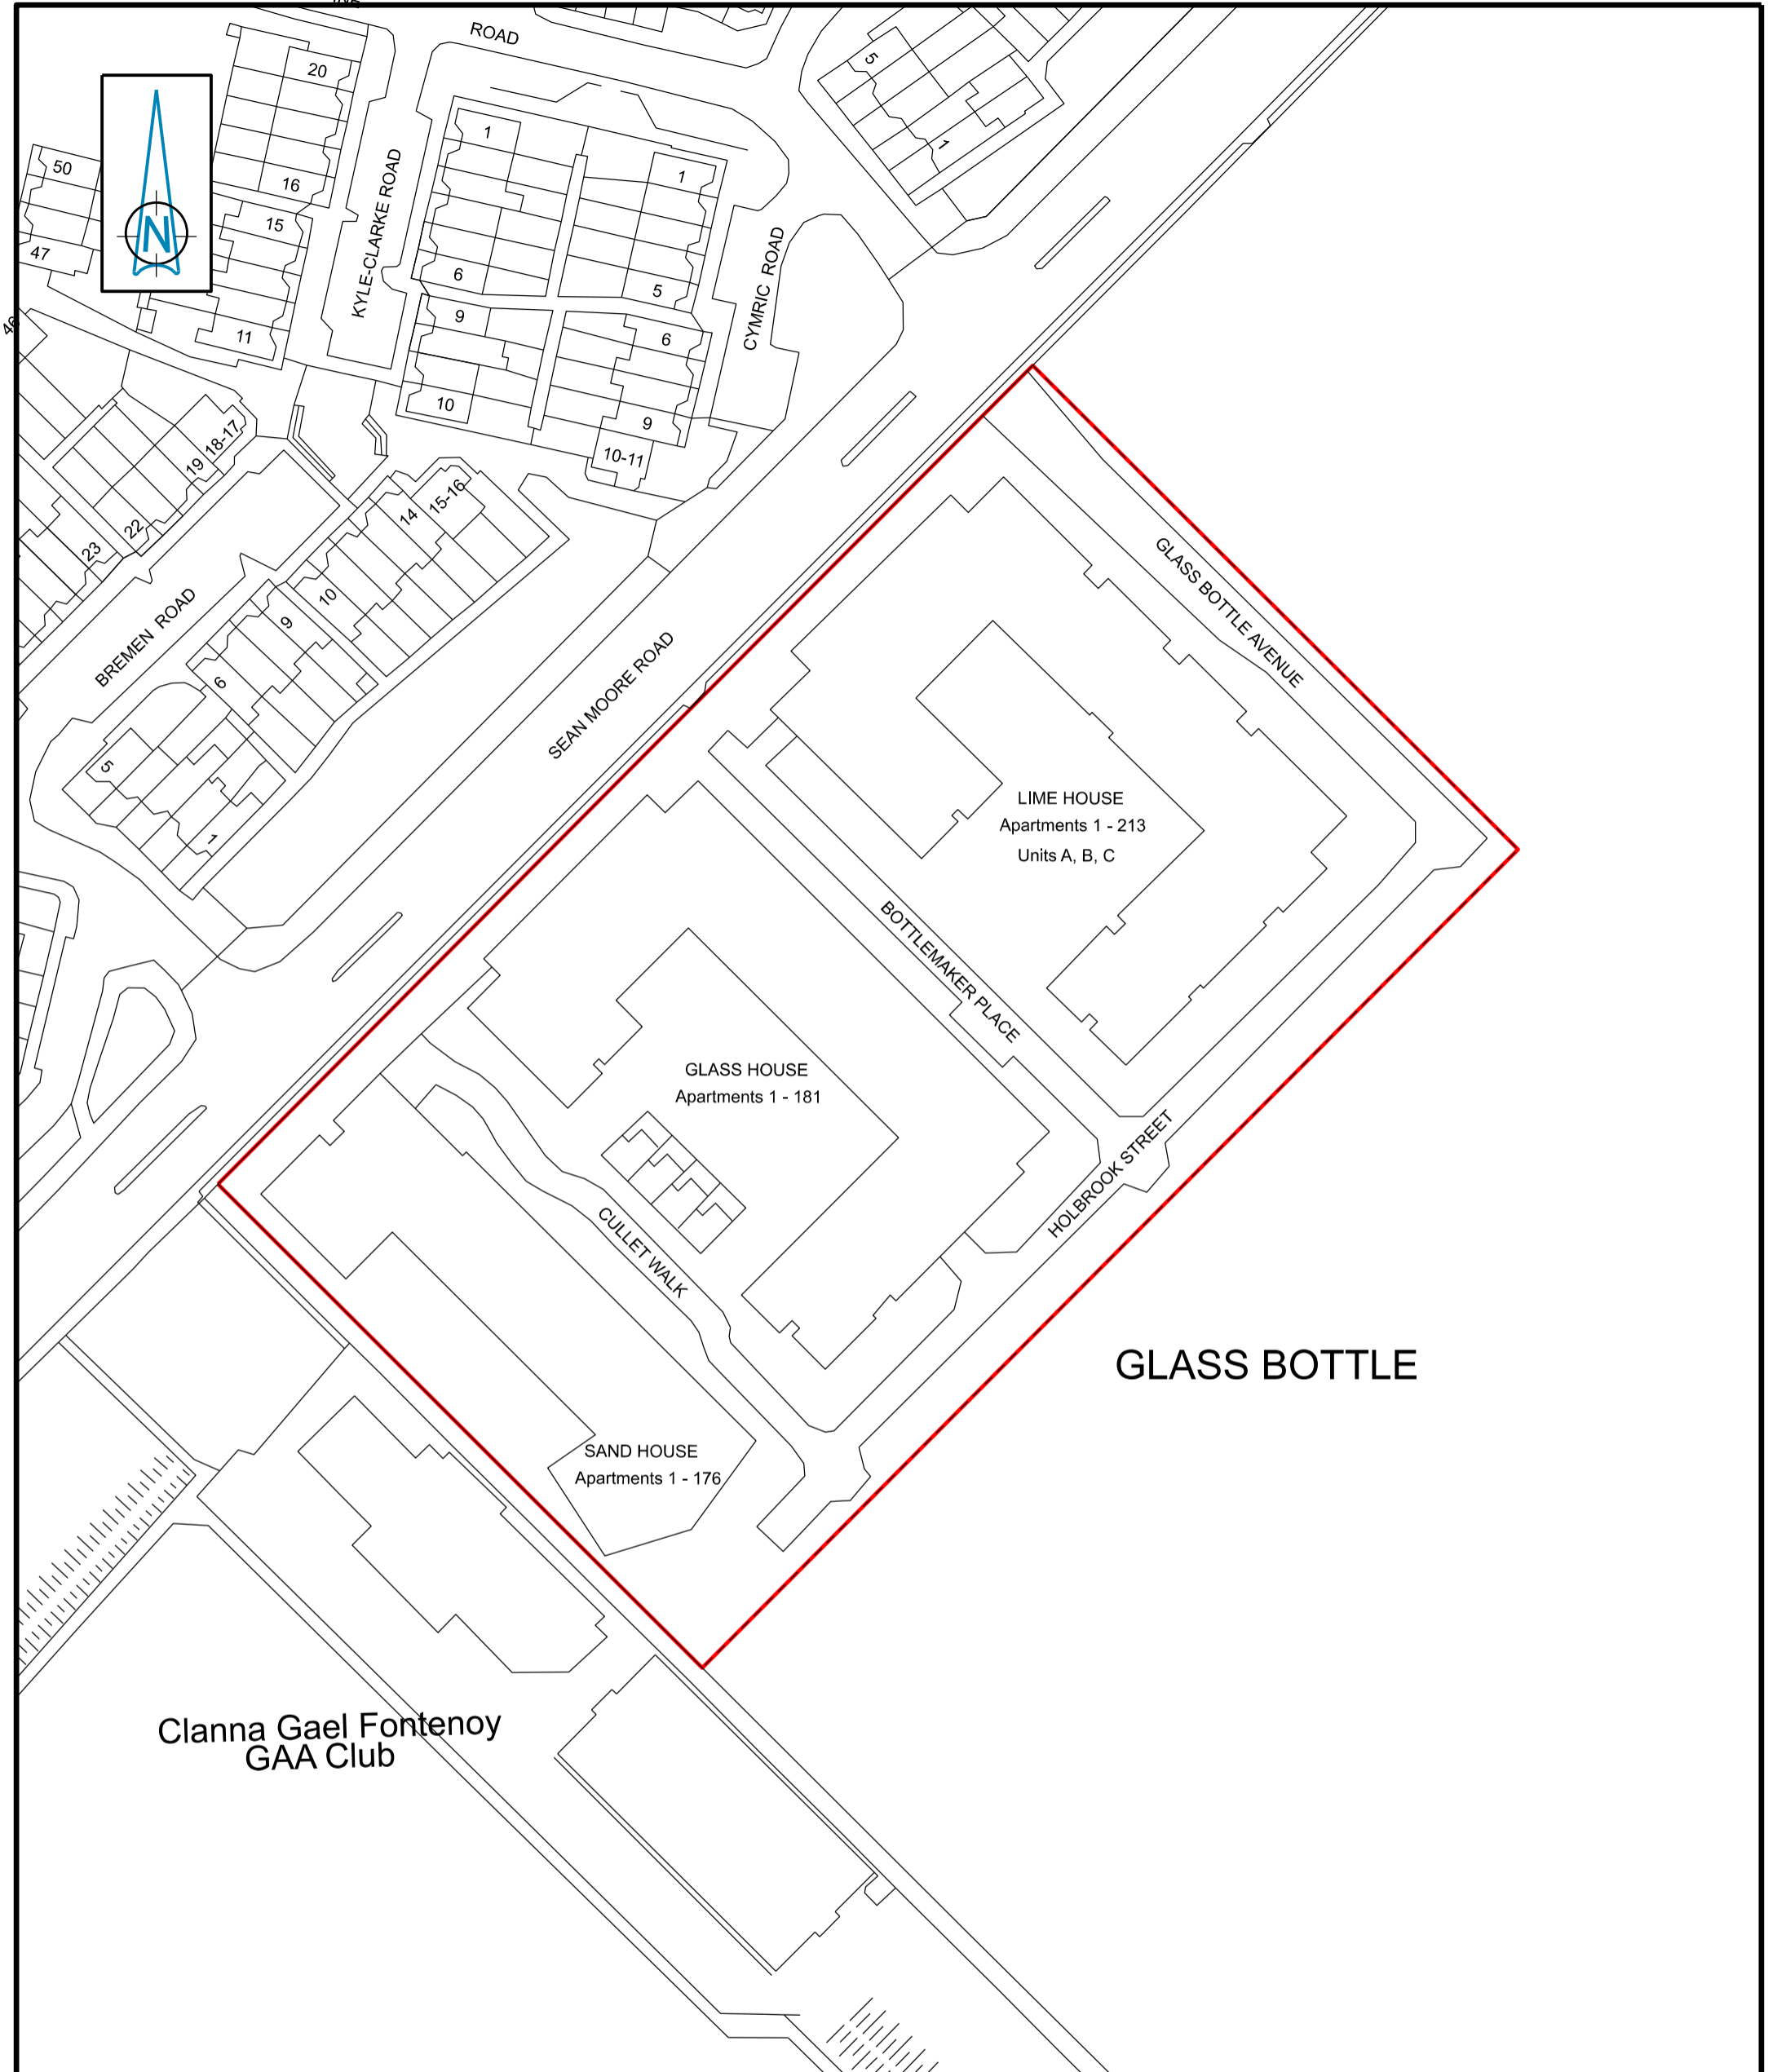 ROAD
20
16
15
11
50
47
46
N
KYLE-CLARKE ROAD
1
6
9
10
1
5
6
9
10-11
CYMRIC ROAD
5
1
18-17
19
22
23
15-16
14
10
9
6
5
1
BREMEN ROAD
SEAN MOORE ROAD
GLASS BOTTLE AVENUE
LIME HOUSE
Apartments 1 - 213
Units A, B, C
BOTTLEMAKER PLACE
GLASS HOUSE
Apartments 1 - 181
HOLBROOK STREET
CULLET WALK
GLASS BOTTLE
SAND HOUSE
Apartments 1 - 176
Clanna Gael Fontenoy
GAA Club